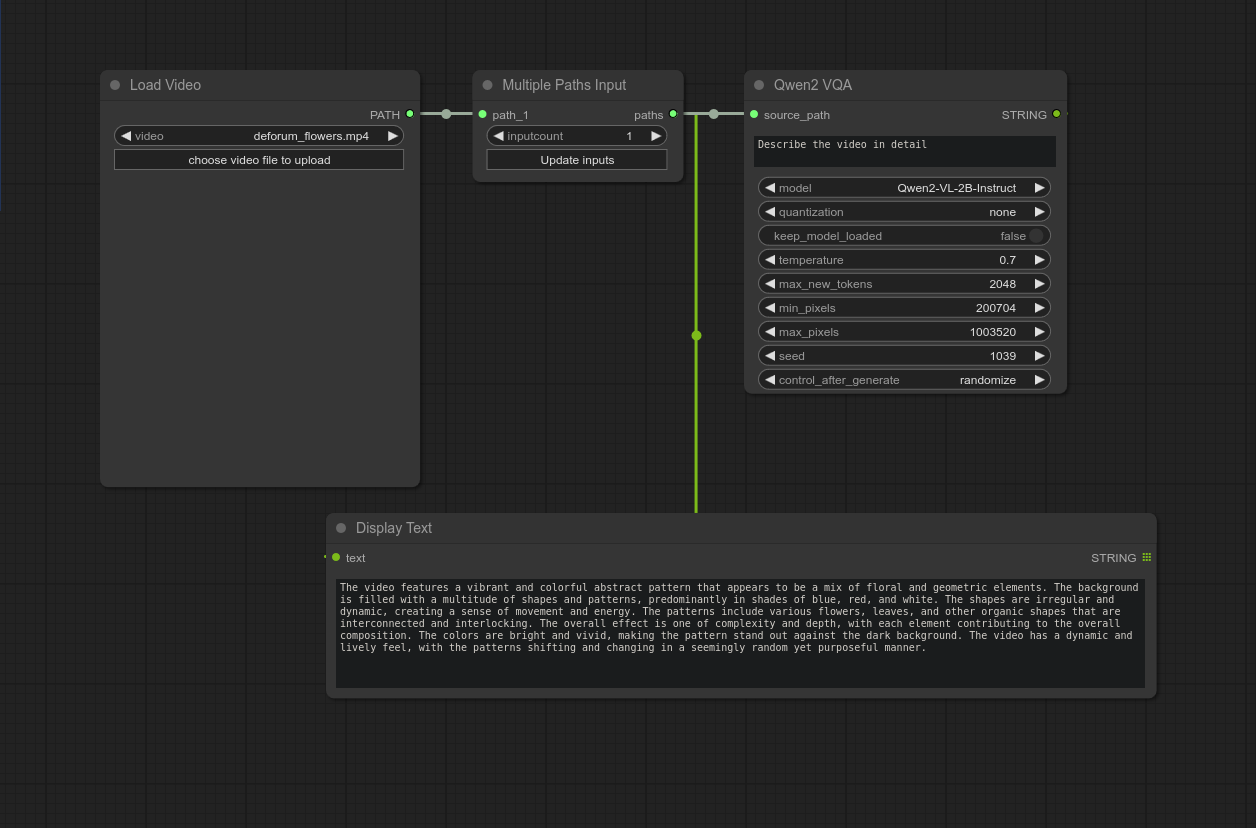 Load Video
PATH
video deforum_flowers.mp4
choose video file to upload
Multiple Paths Input
path_1 paths
inputcount 1
Update inputs
Qwen2 VQA
source_path STRING
Describe the video in detail
model Qwen2-VL-2B-Instruct
quantization none
keep_model_loaded false
temperature 0.7
max_new_tokens 2048
min_pixels 200704
max_pixels 1003520
seed 1039
control_after_generate randomize
Display Text
text STRING
The video features a vibrant and colorful abstract pattern that appears to be a mix of floral and geometric elements. The background
is filled with a multitude of shapes and patterns, predominantly in shades of blue, red, and white. The shapes are irregular and
dynamic, creating a sense of movement and energy. The patterns include various flowers, leaves, and other organic shapes that are
interconnected and interlocking. The overall effect is one of complexity and depth, with each element contributing to the overall
composition. The colors are bright and vivid, making the pattern stand out against the dark background. The video has a dynamic and
lively feel, with the patterns shifting and changing in a seemingly random yet purposeful manner.